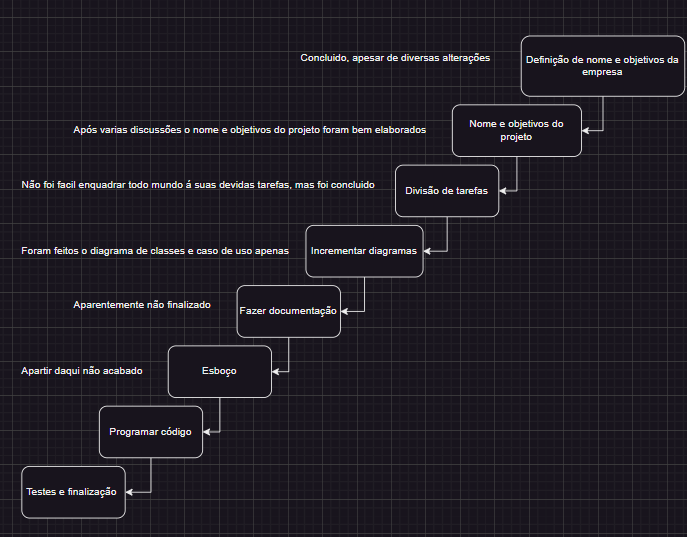 Concluido, apesar de diversas alterações
Definição de nome e objetivos da
empresa
Após varias discussões o nome e objetivos do projeto foram bem elaborados
Nome e objetivos do
projeto
Não foi facil enquadrar todo mundo á suas devidas tarefas, mas foi concluido
Divisão de tarefas
Foram feitos o diagrama de classes e caso de uso apenas
Incrementar diagramas
Aparentemente não finalizado
Fazer documentação
Apartir daqui não acabado
Esboço
Programar código
Testes e finalização